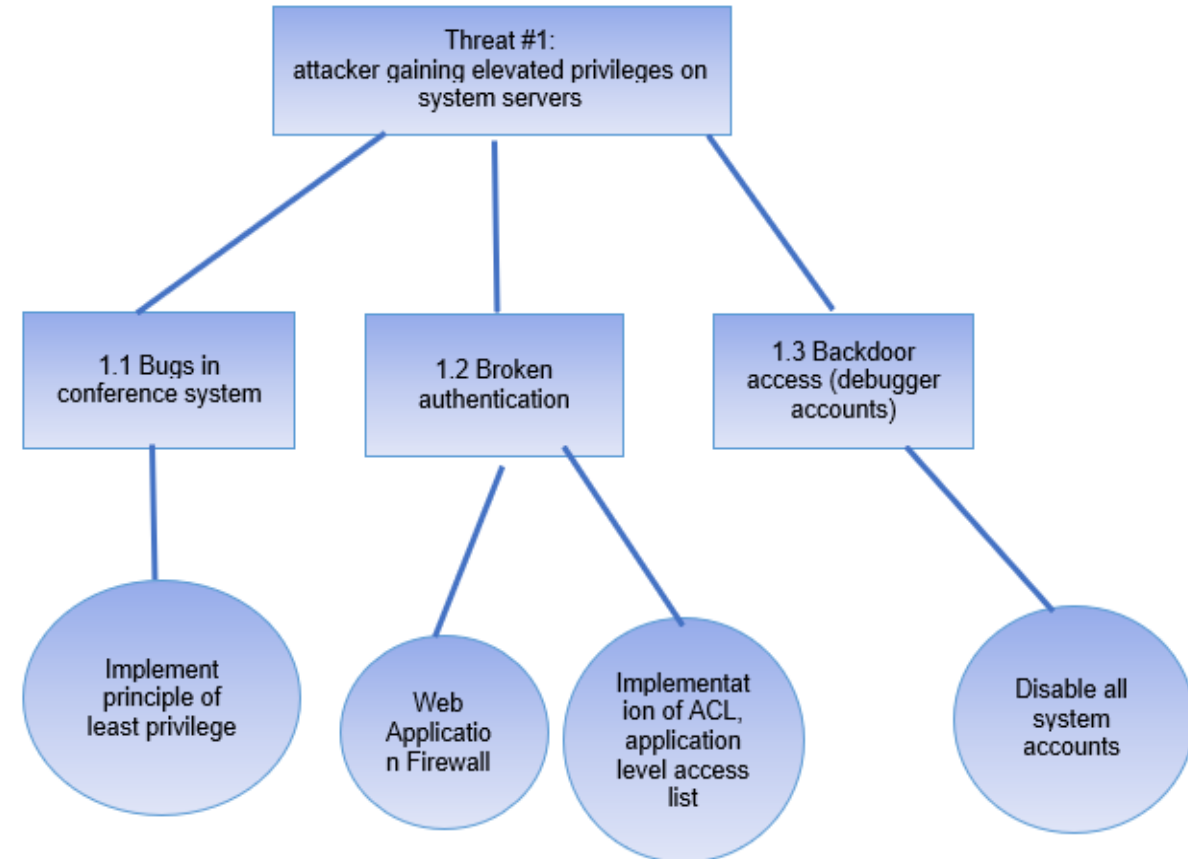 Threat #1:
attacker gaining elevated privileges on
system servers
1.1 Bugs in
conference system
1.2 Broken
authentication
1.3 Backdoor
access (debugger
accounts)
Implement
principle of
least privilege
Web
Applicatio
n Firewall
Implementat
ion of ACL,
application
level access
list
Disable all
system
accounts